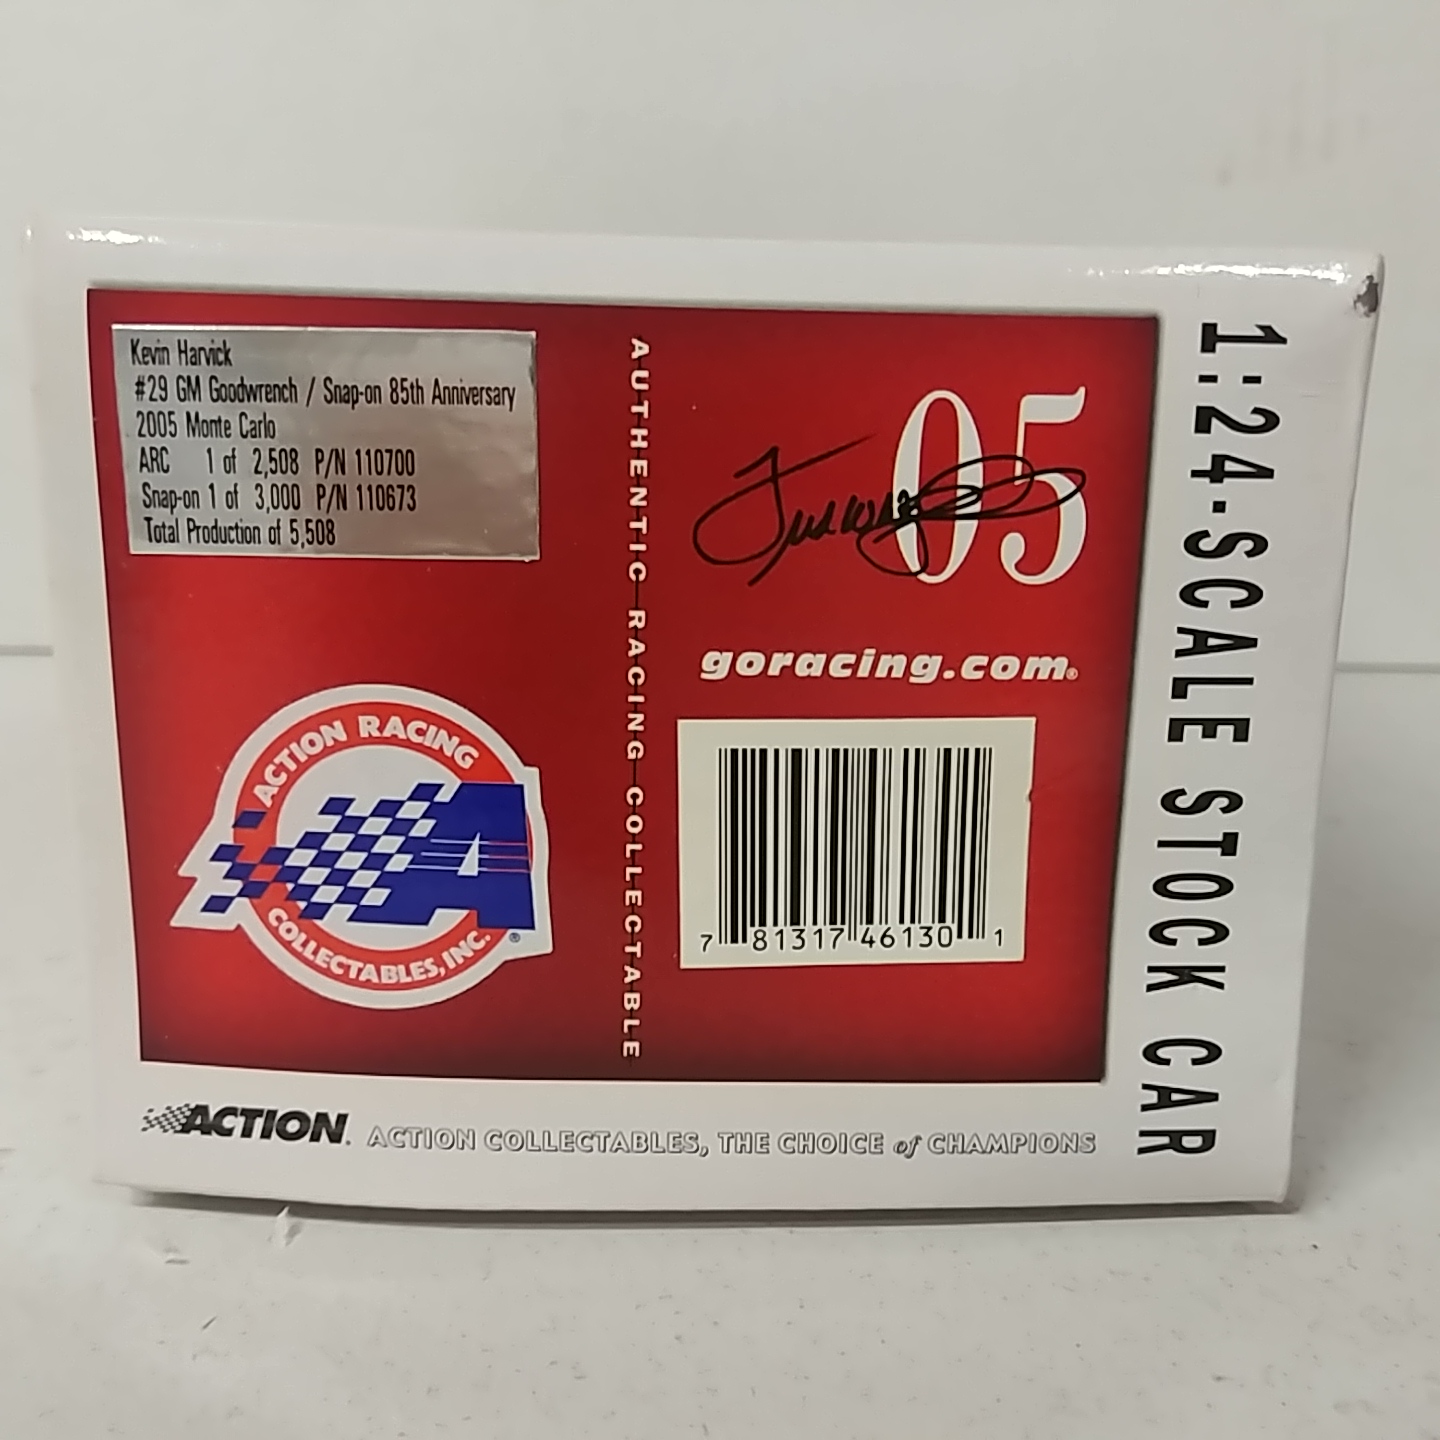 Kevin Harvick
#29 GM Goodwrench / Snap-on 85th Anniversary
2005 Monte Carlo
ARC 1 of 2,508 P/N 110700
Snap-on 1 of 3,000 P/N 110673
Total Production of 5,508
ACTION RACING
COLLECTABLES, INC.
A
®
AUTHENTIC RACING COLLECTABLE
05
goracing.com®
7 81317 46130 1
1:24-SCALE STOCK CAR
ACTION.
ACTION COLLECTABLES, THE CHOICE of CHAMPIONS